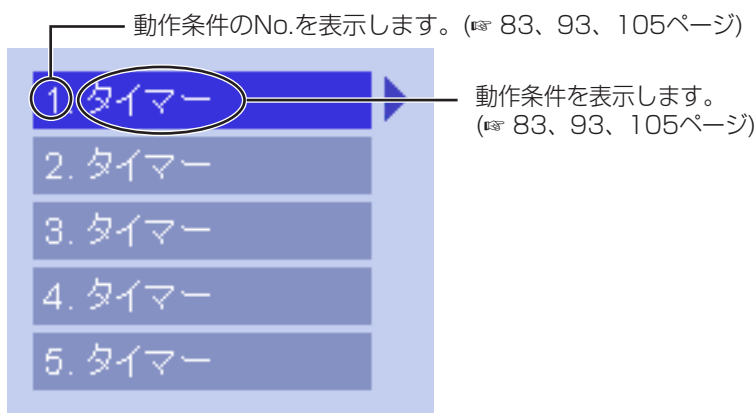 動作条件のNo.を表示します。(☞ 83、93、105ページ)
1. タイマー
動作条件を表示します。
(☞ 83、93、105ページ)
2. タイマー
3. タイマー
4. タイマー
5. タイマー